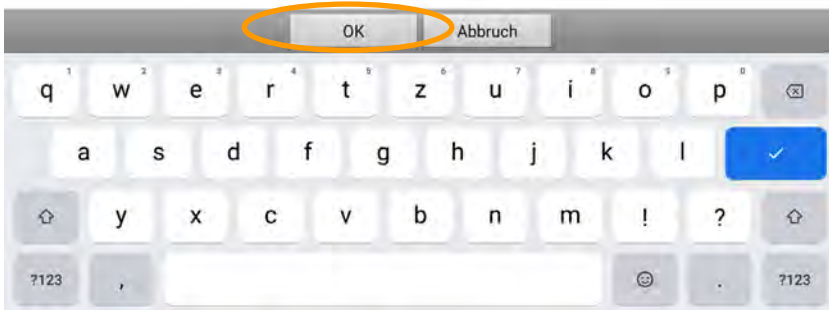 OK Abbruch
1 2 3 4 5 6 7 8 9 0
q w e r t z u i o p
a s d f g h j k l
y x c v b n m ! ?
?123 , . ?123